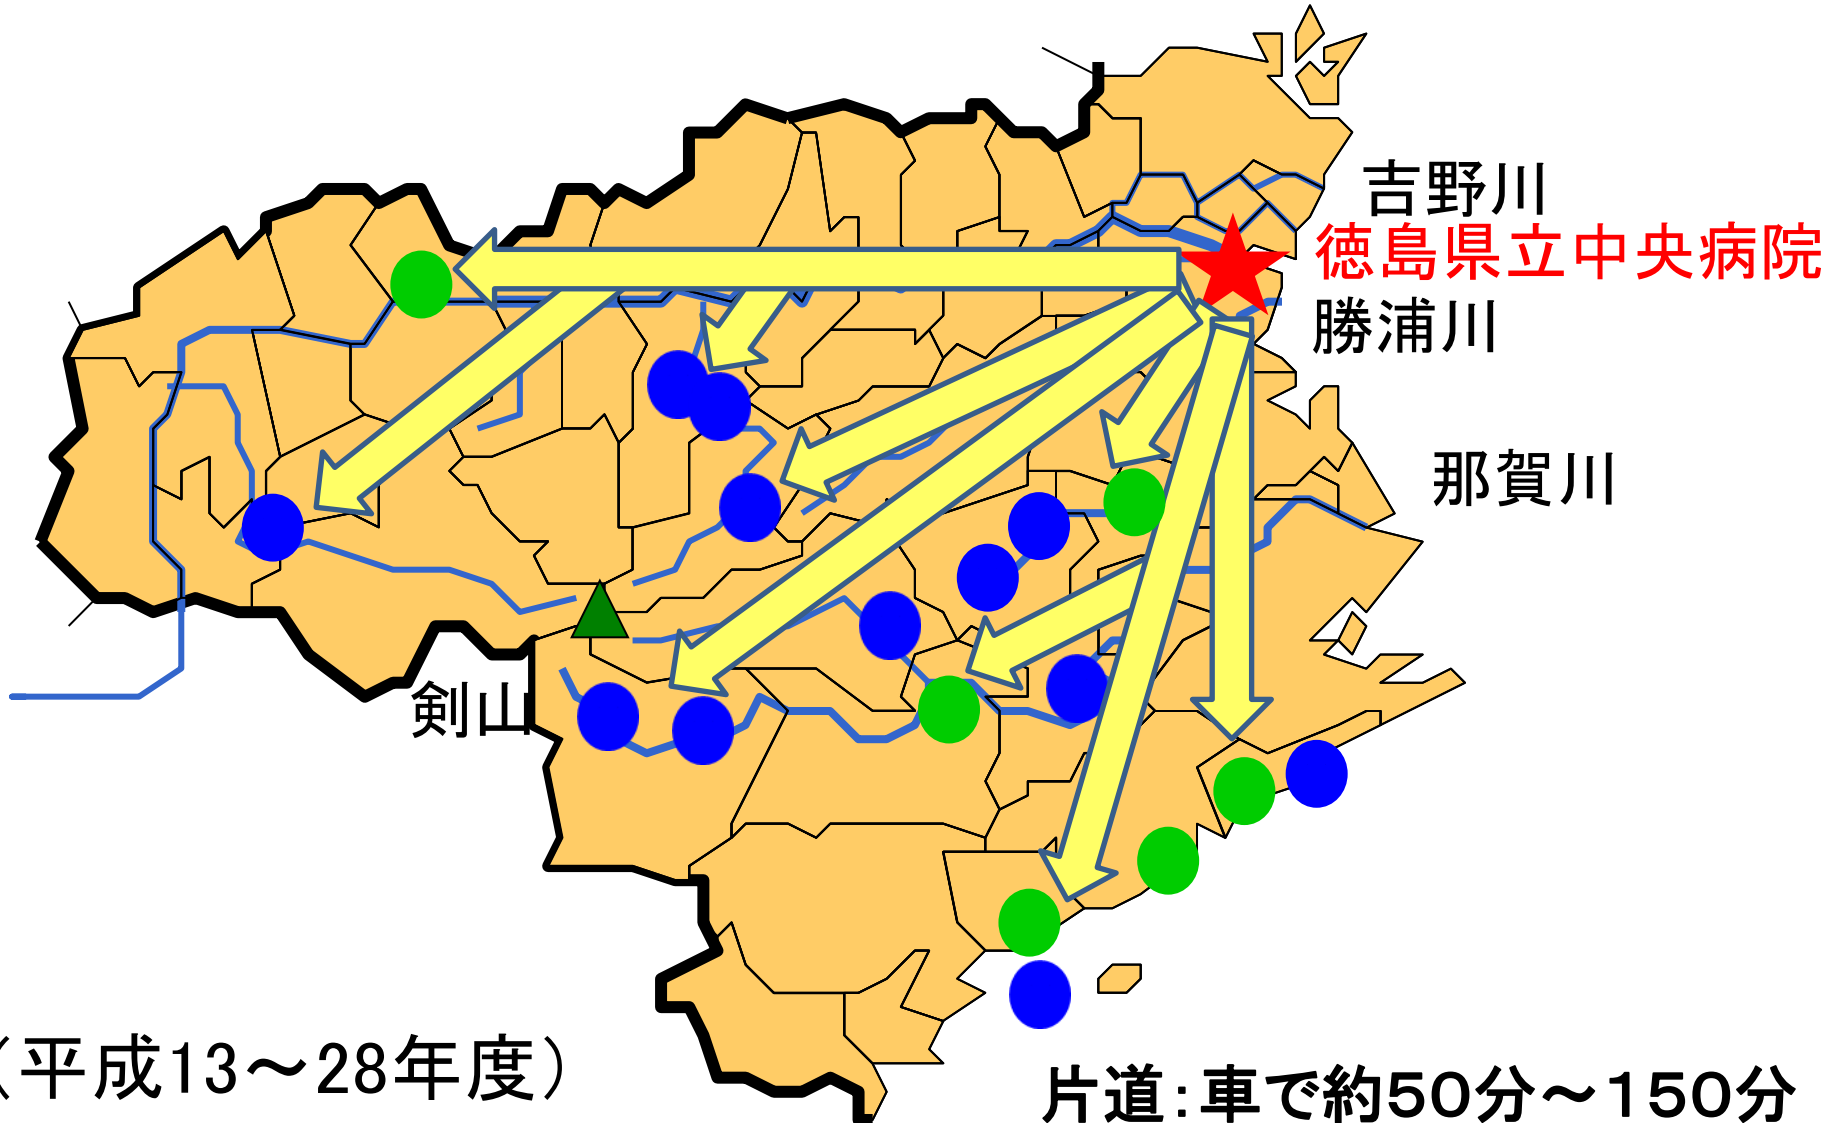 吉野川
徳島県立中央病院
勝浦川
那賀川
剣山
（平成13～28年度）
片道：車で約50分～150分